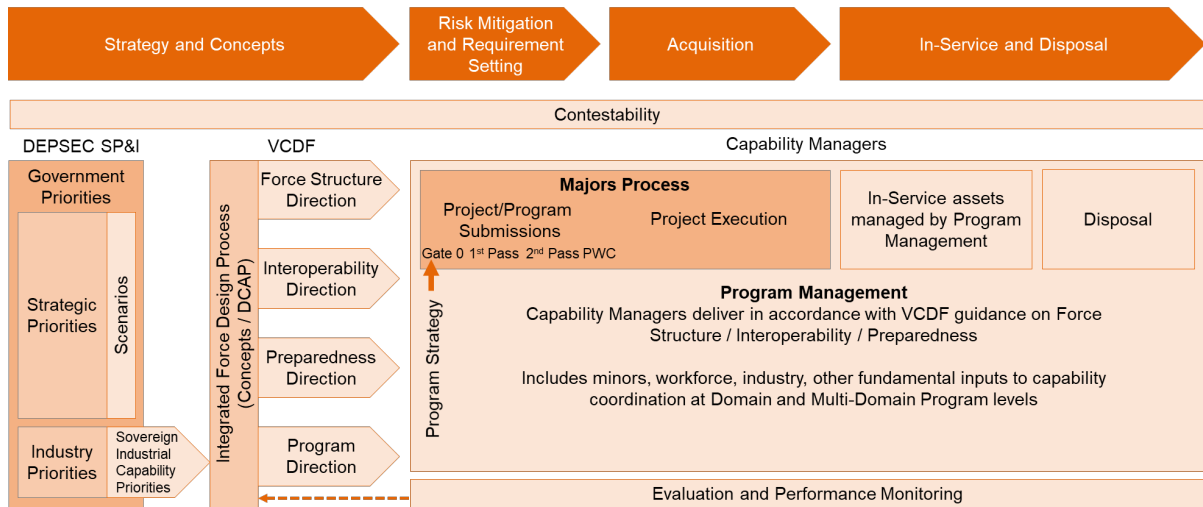 Strategy and Concepts
Risk Mitigation
and Requirement
Setting
Acquisition
In-Service and Disposal
Contestability
DEPSEC SP&I
VCDF
Capability Managers
Government
Priorities
Strategic
Priorities
Scenarios
Industry
Priorities
Sovereign
Industrial
Capability
Priorities
Integrated Force Design Process
(Concepts / DCAP)
Force Structure
Direction
Interoperability
Direction
Preparedness
Direction
Program
Direction
Majors Process
Project/Program
Submissions
Project Execution
Gate 0 1st Pass 2nd Pass PWC
In-Service assets
managed by Program
Management
Disposal
Program Strategy
Program Management
Capability Managers deliver in accordance with VCDF guidance on Force
Structure / Interoperability / Preparedness
Includes minors, workforce, industry, other fundamental inputs to capability
coordination at Domain and Multi-Domain Program levels
Evaluation and Performance Monitoring